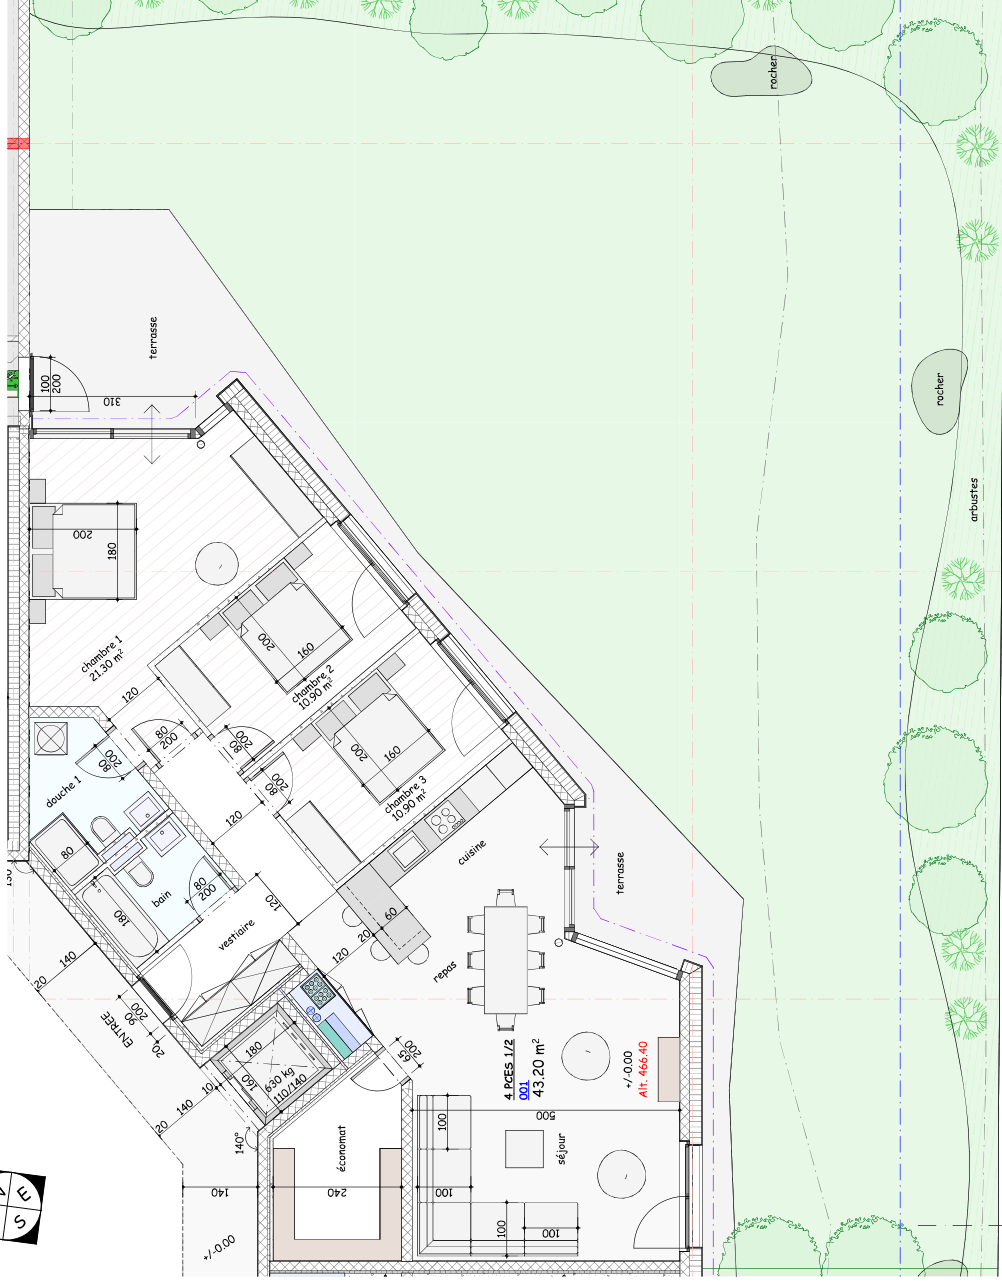 rocher
terrasse
100
200
310
rocher
arbustes
200
180
chambre 1
21.30 m²
200
160
chambre 2
10.90 m²
120
80
200
80
200
80
200
80
200
200
160
chambre 3
10.90 m²
douche 1
80
120
cuisine
terrasse
bain
180
80
200
120
vestiaire
60
20
120
repas
20
140
200
90
20
ENTRÉE
180
160
630 kg
110/140
10
140
20
140°
65
200
4 PCES 1/2
001
43.20 m²
+/-0.00
Alt. 466.40
500
100
séjour
économat
140
240
100
100
100
+/-0.00
E
S